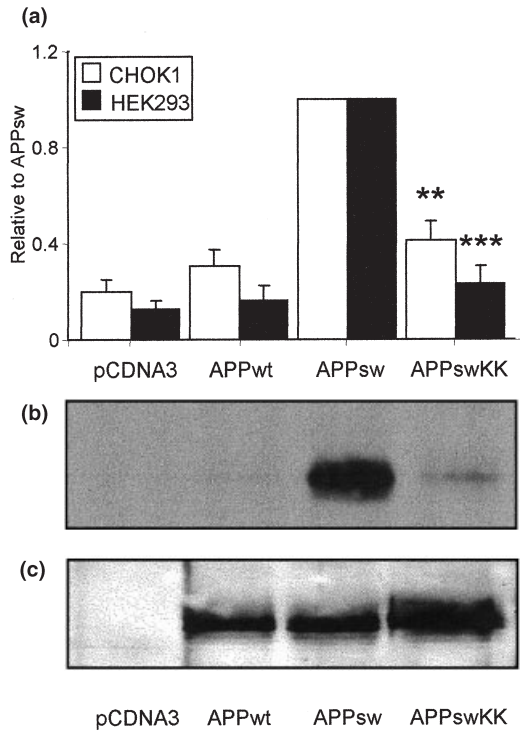 (a)
1.2
CHOK1
HEK293
0.8
Relative to APPsw
**
0.4
***
0
pCDNA3 APPwt APPsw APPswKK
(b)
(c)
pCDNA3 APPwt APPsw APPswKK